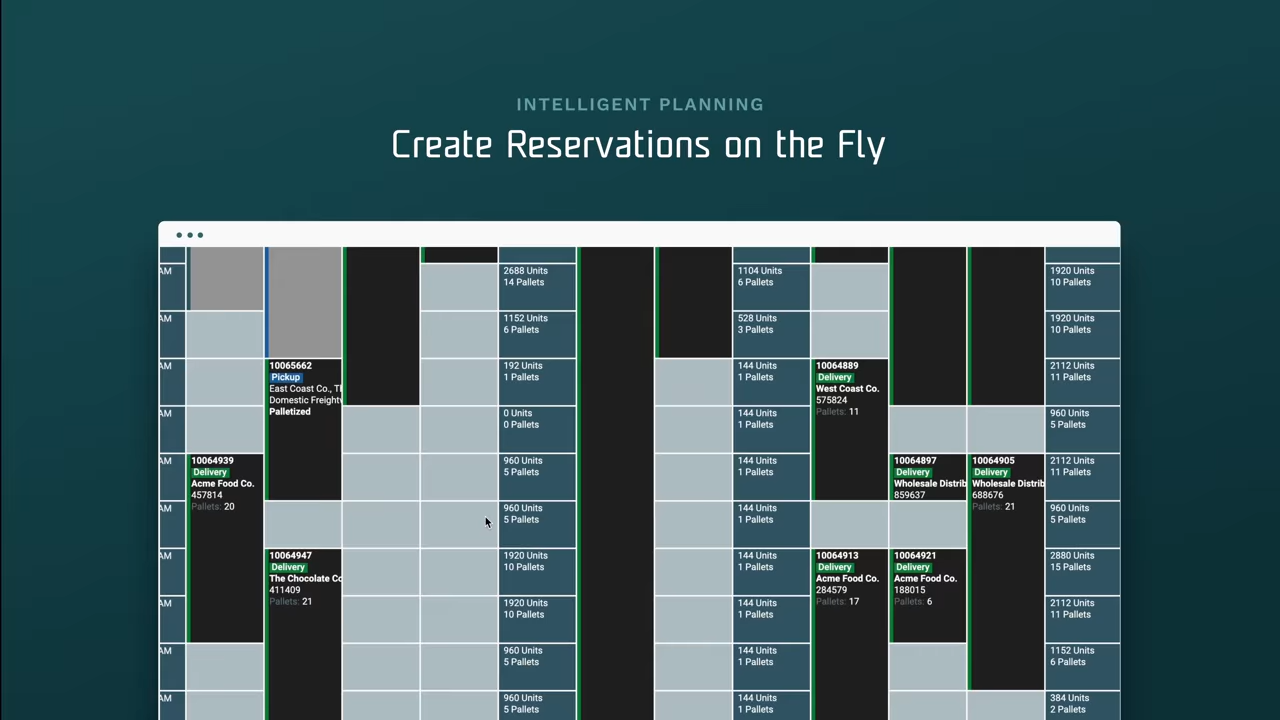 INTELLIGENT PLANNING
Create Reservations on the Fly
AM
AM
AM
AM
AM
AM
AM
AM
AM
AM
10064939
Delivery
Acme Food Co.
457814
Pallets: 20
10065662
Pickup
East Coast Co., Th
Domestic Freightw
Palletized
10064947
Delivery
The Chocolate Co
411409
Pallets: 21
2688 Units
14 Pallets
1152 Units
6 Pallets
192 Units
1 Pallets
0 Units
0 Pallets
960 Units
5 Pallets
960 Units
5 Pallets
1920 Units
10 Pallets
1920 Units
10 Pallets
960 Units
5 Pallets
960 Units
5 Pallets
1104 Units
6 Pallets
528 Units
3 Pallets
144 Units
1 Pallets
144 Units
1 Pallets
144 Units
1 Pallets
144 Units
1 Pallets
144 Units
1 Pallets
144 Units
1 Pallets
144 Units
1 Pallets
144 Units
1 Pallets
10064889
Delivery
West Coast Co.
575824
Pallets: 11
10064913
Delivery
Acme Food Co.
284579
Pallets: 17
10064897
Delivery
Wholesale Distrib
859637
10064921
Delivery
Acme Food Co.
188015
Pallets: 6
10064905
Delivery
Wholesale Distrib
688676
Pallets: 21
1920 Units
10 Pallets
1920 Units
10 Pallets
2112 Units
11 Pallets
960 Units
5 Pallets
2112 Units
11 Pallets
960 Units
5 Pallets
2880 Units
15 Pallets
2112 Units
11 Pallets
1152 Units
6 Pallets
384 Units
2 Pallets